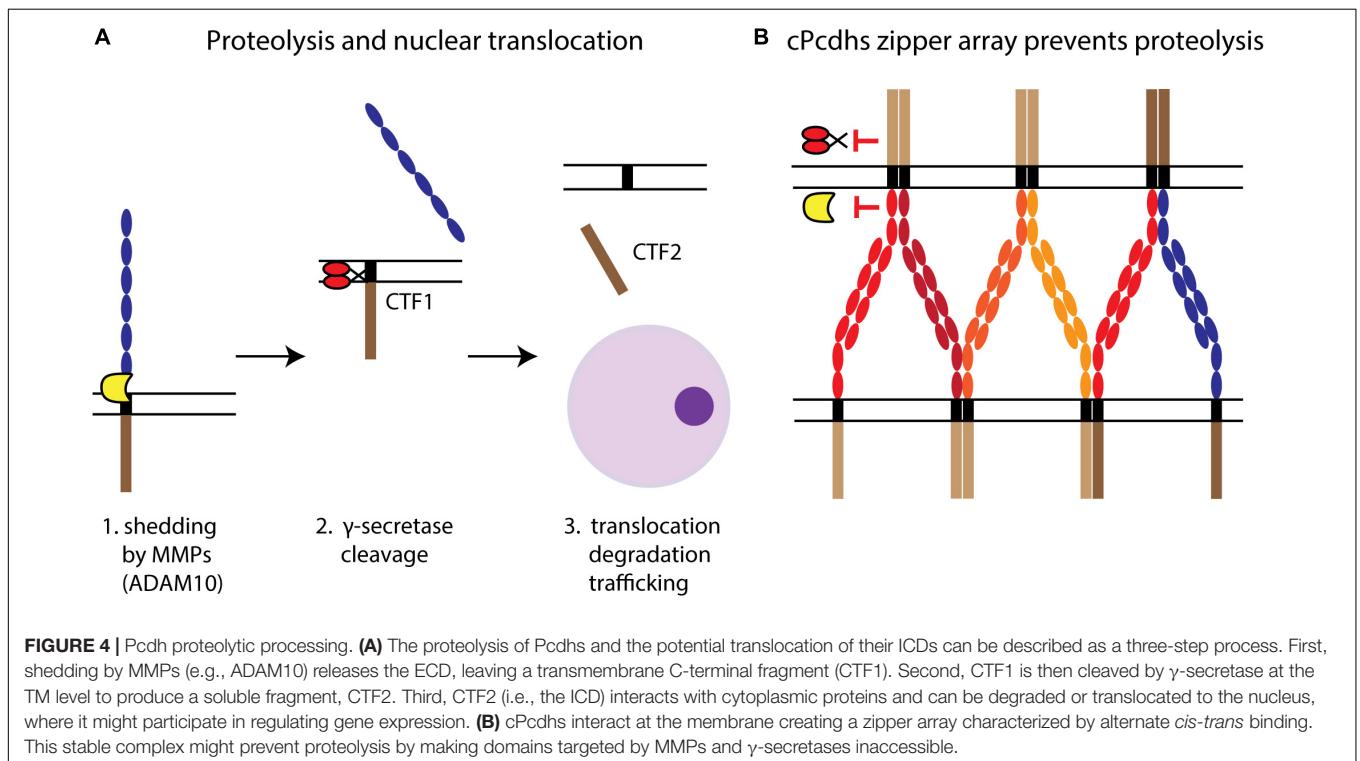 A
Proteolysis and nuclear translocation
B
cPcdhs zipper array prevents proteolysis
CTF2
CTF1
1. shedding
by MMPs
(ADAM10)
2. γ-secretase
cleavage
3. translocation
degradation
trafficking
FIGURE 4 | Pcdh proteolytic processing. (A) The proteolysis of Pcdhs and the potential translocation of their ICDs can be described as a three-step process. First,
shedding by MMPs (e.g., ADAM10) releases the ECD, leaving a transmembrane C-terminal fragment (CTF1). Second, CTF1 is then cleaved by γ-secretase at the
TM level to produce a soluble fragment, CTF2. Third, CTF2 (i.e., the ICD) interacts with cytoplasmic proteins and can be degraded or translocated to the nucleus,
where it might participate in regulating gene expression. (B) cPcdhs interact at the membrane creating a zipper array characterized by alternate cis-trans binding.
This stable complex might prevent proteolysis by making domains targeted by MMPs and γ-secretases inaccessible.